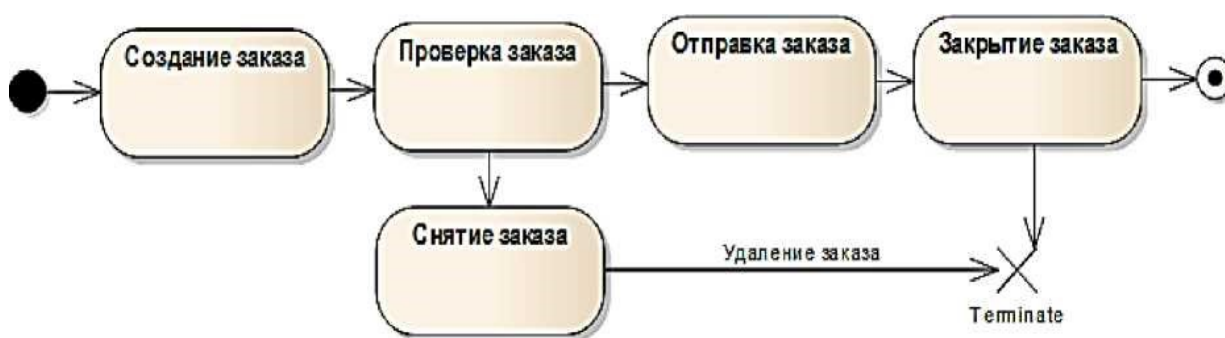 Создание заказа
Проверка заказа
Отправка заказа
Закрытие заказа
Снятие заказа
Удаление заказа
Terminate